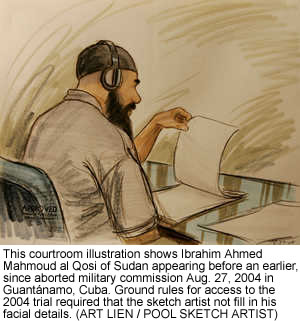 APPROVED
This courtroom illustration shows Ibrahim Ahmed
Mahmoud al Qosi of Sudan appearing before an earlier,
since aborted military commission Aug. 27, 2004 in
Guantánamo, Cuba. Ground rules for access to the
2004 trial required that the sketch artist not fill in his
facial details. (ART LIEN / POOL SKETCH ARTIST)